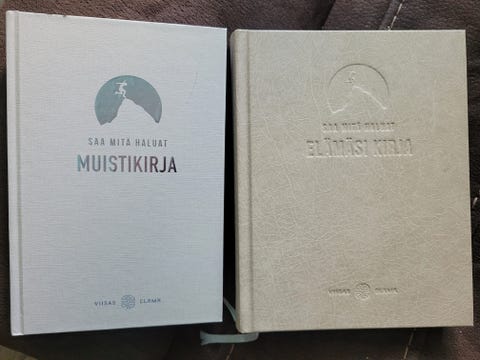 SAA MITÄ HALUAT
MUISTIKIRJA
VIISAS ELÄMÄ
SAA MITÄ HALUAT
ELÄMÄSI KIRJA
VIISAS ELÄMÄ